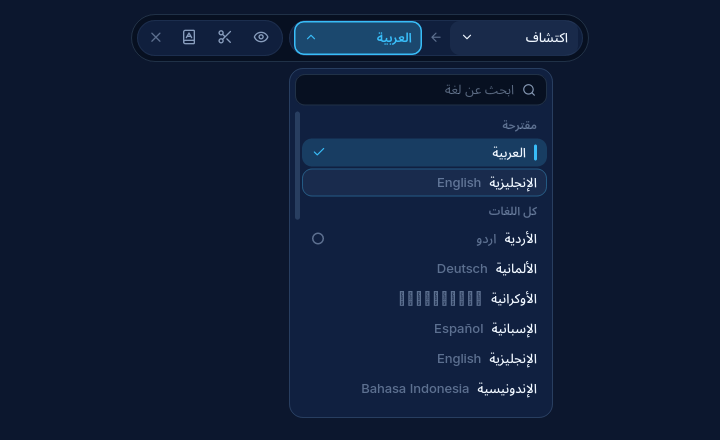 اكتشاف
العربية
ابحث عن لغة
مقترحة
العربية
الإنجليزية English
كل اللغات
الأردية اردو
الألمانية Deutsch
الأوكرانية
الإسبانية Español
الإنجليزية English
الإندونيسية Bahasa Indonesia